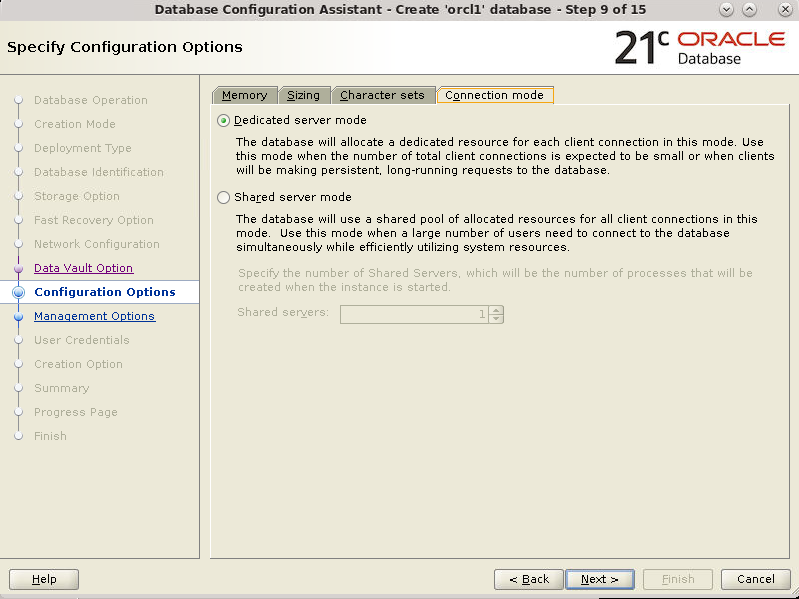 Database Configuration Assistant - Create 'orcl1' database - Step 9 of 15
Specify Configuration Options
21c ORACLE
Database
Database Operation
Creation Mode
Deployment Type
Database Identification
Storage Option
Fast Recovery Option
Network Configuration
Data Vault Option
Configuration Options
Management Options
User Credentials
Creation Option
Summary
Progress Page
Finish
Memory Sizing Character sets Connection mode
Dedicated server mode
The database will allocate a dedicated resource for each client connection in this mode. Use
this mode when the number of total client connections is expected to be small or when clients
will be making persistent, long-running requests to the database.
Shared server mode
The database will use a shared pool of allocated resources for all client connections in this
mode.  Use this mode when a large number of users need to connect to the database
simultaneously while efficiently utilizing system resources.
Specify the number of Shared Servers, which will be the number of processes that will be
created when the instance is started.
Shared servers: 1
Help < Back Next > Finish Cancel